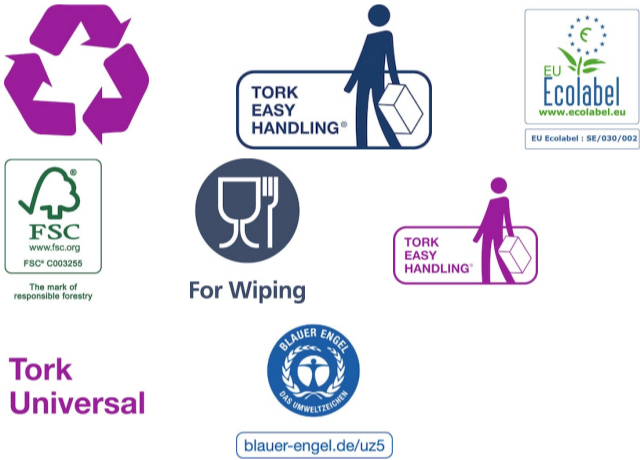 TORK
EASY
HANDLING®
EU
Ecolabel
www.ecolabel.eu
EU Ecolabel : SE/030/002
®
FSC
www.fsc.org
FSC® C003255
The mark of
responsible forestry
For Wiping
TORK
EASY
HANDLING®
Tork
Universal
BLAUER ENGEL
DAS UMWELTZEICHEN
blauer-engel.de/uz5